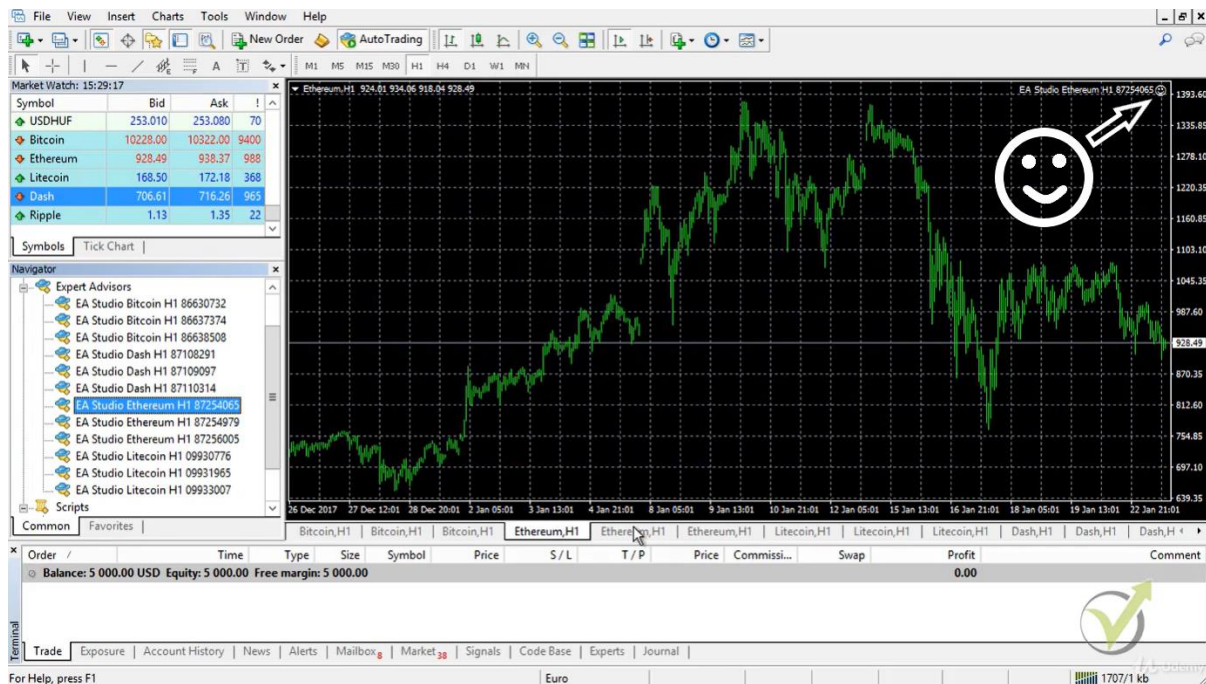 File View Insert Charts Tools Window Help
New Order AutoTrading
A T M1 M5 M15 M30 H1 H4 D1 W1 MN
Market Watch: 15:29:17
Symbol Bid Ask !
USDHUF 253.010 253.080 70
Bitcoin 10228.00 10322.00 9400
Ethereum 928.49 938.37 988
Litecoin 168.50 172.18 368
Dash 706.61 716.26 965
Ripple 1.13 1.35 22
Symbols Tick Chart
Navigator
Expert Advisors
EA Studio Bitcoin H1 86630732
EA Studio Bitcoin H1 86637374
EA Studio Bitcoin H1 86638508
EA Studio Dash H1 87108291
EA Studio Dash H1 87109097
EA Studio Dash H1 87110314
EA Studio Ethereum H1 87254065
EA Studio Ethereum H1 87254979
EA Studio Ethereum H1 87256005
EA Studio Litecoin H1 09930776
EA Studio Litecoin H1 09931965
EA Studio Litecoin H1 09933007
Scripts
Common Favorites
Ethereum,H1 924.01 934.06 918.04 928.49
EA Studio Ethereum H1 87254065
1393.60
1335.85
1278.10
1220.35
1160.85
1103.10
1045.35
987.60
928.49
870.35
812.60
754.85
697.10
639.35
26 Dec 2017 27 Dec 12:01 28 Dec 20:01 2 Jan 05:01 3 Jan 13:01 4 Jan 21:01 8 Jan 05:01 9 Jan 13:01 10 Jan 21:01 12 Jan 05:01 15 Jan 13:01 16 Jan 21:01 18 Jan 05:01 19 Jan 13:01 22 Jan 21:01
Bitcoin,H1 Bitcoin,H1 Bitcoin,H1 Ethereum,H1 Ethereum,H1 Ethereum,H1 Litecoin,H1 Litecoin,H1 Litecoin,H1 Dash,H1 Dash,H1 Dash,H
Order / Time Type Size Symbol Price S / L T / P Price Commissi... Swap Profit Comment
Balance: 5 000.00 USD Equity: 5 000.00 Free margin: 5 000.00 0.00
Terminal
Trade Exposure Account History News Alerts Mailbox 8 Market 38 Signals Code Base Experts Journal
Udemy
For Help, press F1 Euro 1707/1 kb